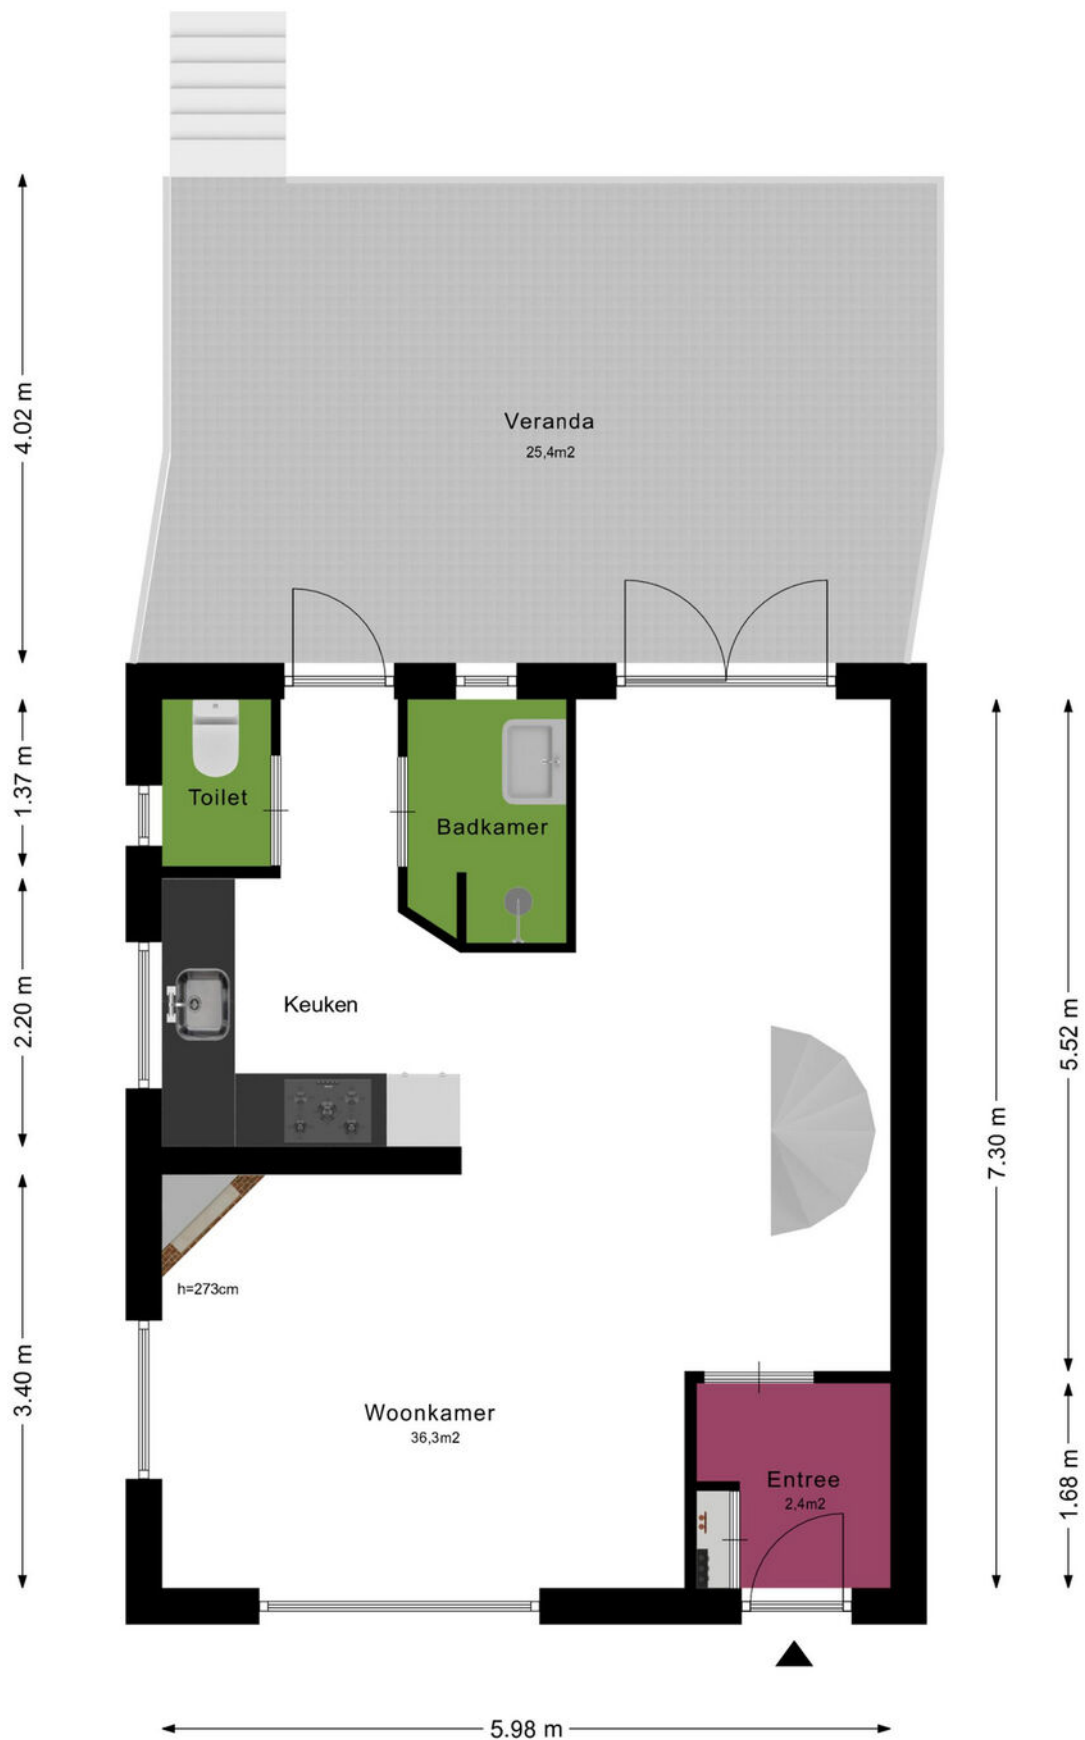 4.02 m
Veranda
25,4m2
1.37 m
Toilet
Badkamer
2.20 m
Keuken
5.52 m
7.30 m
h=273cm
3.40 m
Woonkamer
36,3m2
Entree
2,4m2
1.68 m
5.98 m